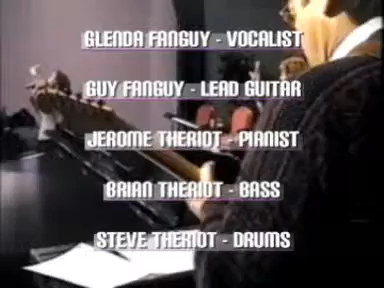 GLENDA FANGUY - VOCALIST
GUY FANGUY - LEAD GUITAR
JEROME THERIOT - PIANIST
BRIAN THERIOT - BASS
STEVE THERIOT - DRUMS